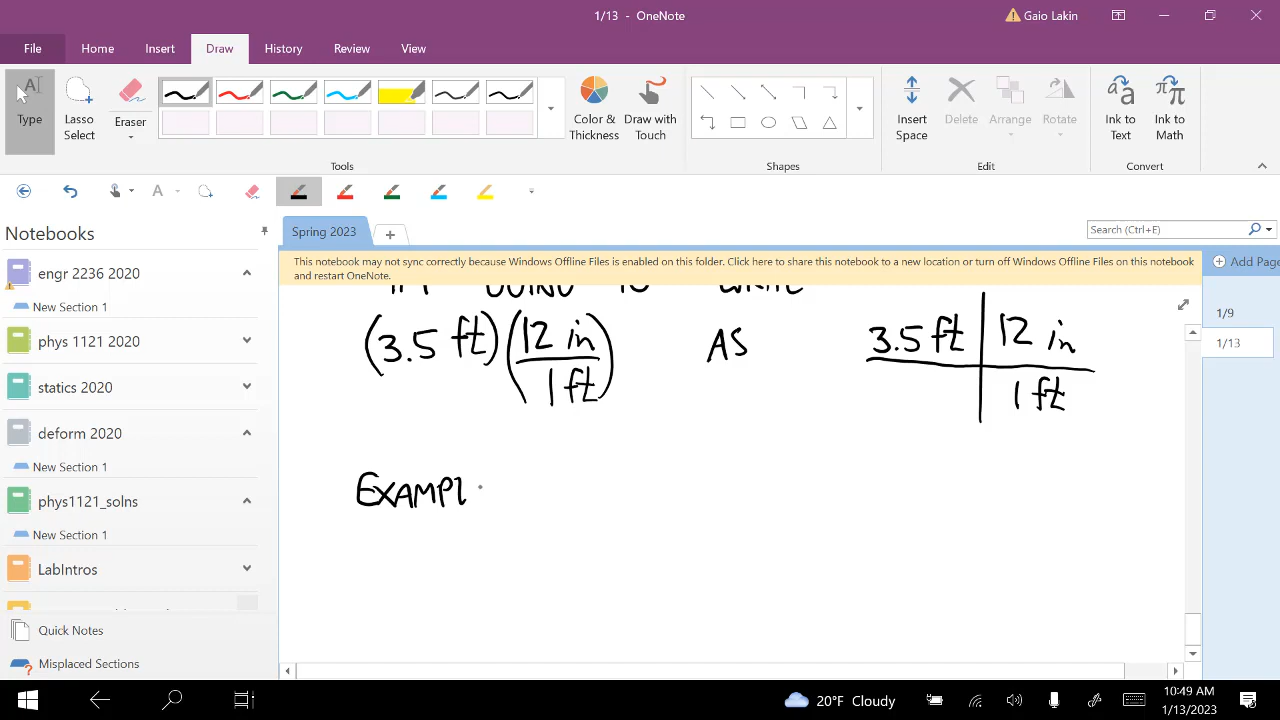 1/13 - OneNote
Gaio Lakin
File
Home
Insert
Draw
History
Review
View
Type
Lasso
Select
Eraser
Color &
Thickness
Draw with
Touch
Insert
Space
Delete
Arrange
Rotate
Ink to
Text
Ink to
Math
Tools
Shapes
Edit
Convert
Notebooks
Spring 2023
Search (Ctrl+E)
This notebook may not sync correctly because Windows Offline Files is enabled on this folder. Click here to share this notebook to a new location or turn off Windows Offline Files on this notebook
and restart OneNote.
Add Page
1/9
1/13
engr 2236 2020
New Section 1
phys 1121 2020
statics 2020
deform 2020
New Section 1
phys1121_solns
New Section 1
LabIntros
Quick Notes
Misplaced Sections
GOING TO WRITE
(3.5 ft)(12 in / 1 ft) AS 3.5 ft | 12 in / 1 ft
EXAMPL
20°F Cloudy
10:49 AM
1/13/2023